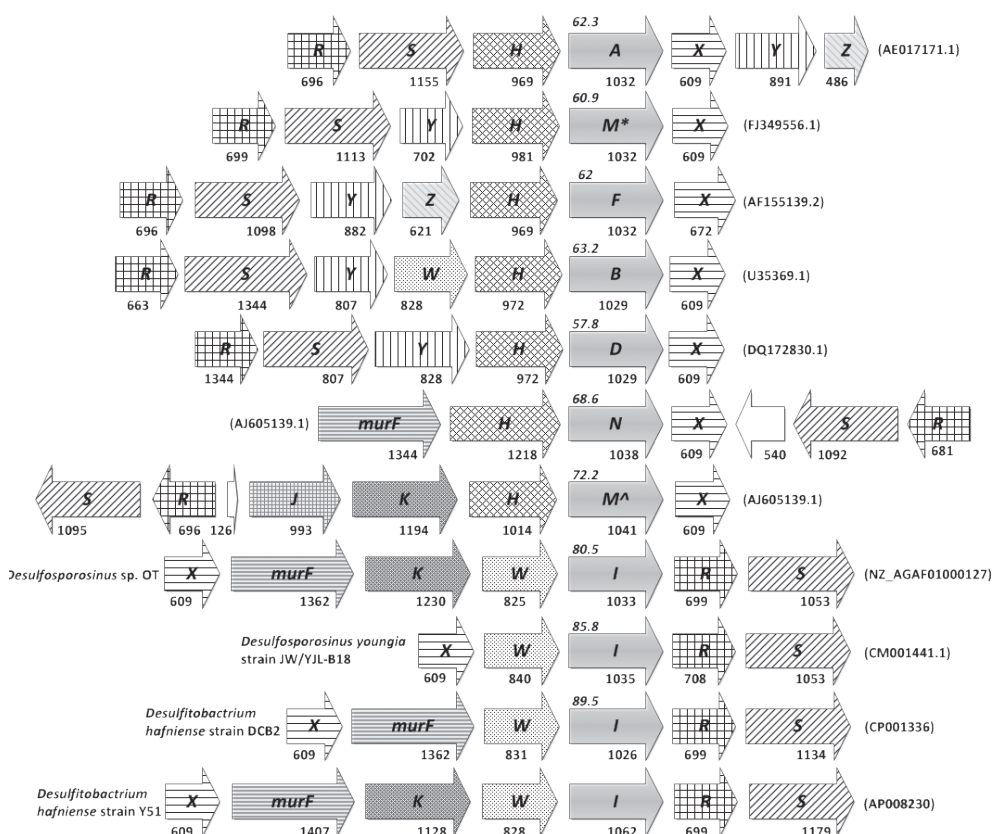 62.3
R S H A X Y Z (AE017171.1)
696 1155 969 1032 609 891 486
60.9
R S Y H M* X (FJ349556.1)
699 1113 702 981 1032 609
62
R S Y Z H F X (AF155139.2)
696 1098 882 621 969 1032 672
63.2
R S Y W H B X (U35369.1)
663 1344 807 828 972 1029 609
57.8
R S Y H D X (DQ172830.1)
1344 807 828 972 1029 609
68.6
(AJ605139.1) murF H N X S R
1344 1218 1038 609 540 1092 681
72.2
S R J K H M^ X (AJ605139.1)
1095 696 126 993 1194 1014 1041 609
80.5
Desulfosporosinus sp. OT X murF K W I R S (NZ_AGAF01000127)
609 1362 1230 825 1033 699 1053
85.8
Desulfosporosinus youngia
strain JW/YJL-B18 X W I R S (CM001441.1)
609 840 1035 708 1053
89.5
Desulfitobactrium
hafniense strain DCB2 X murF W I R S (CP001336)
609 1362 831 1026 699 1134
Desulfitobactrium
hafniense strain Y51 X murF K W I R S (AP008230)
609 1407 1128 828 1062 699 1179